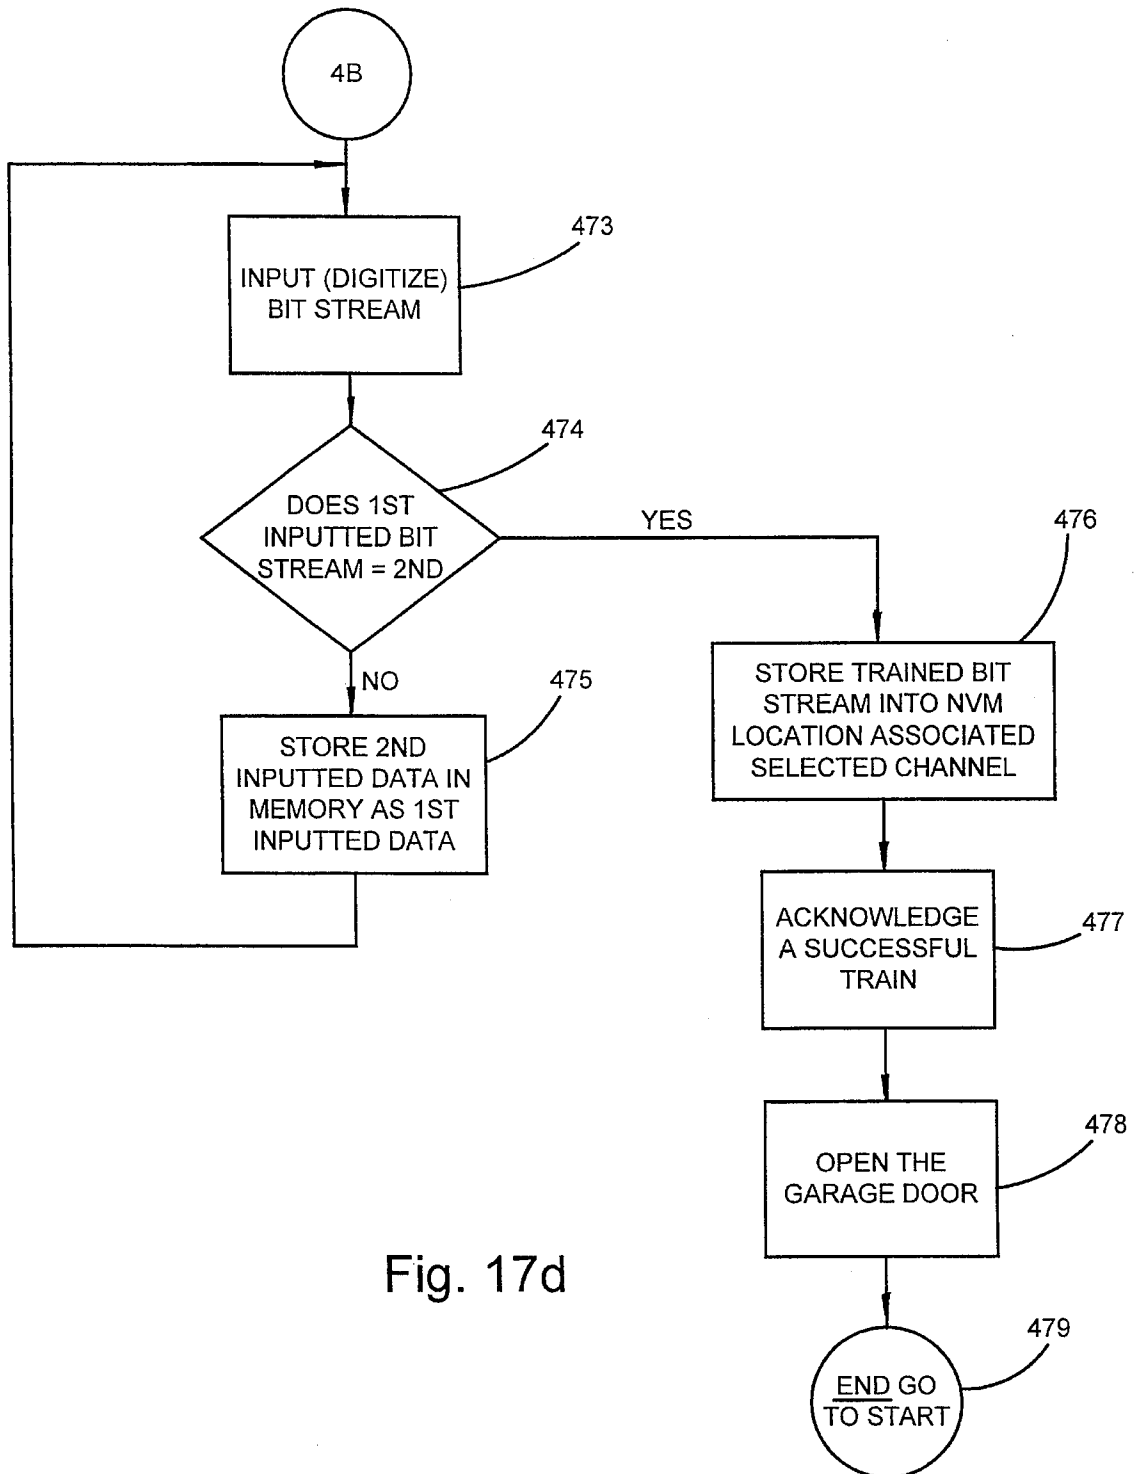 4B
473
INPUT (DIGITIZE)
BIT STREAM
474
DOES 1ST
INPUTTED BIT
STREAM = 2ND
YES
NO
475
STORE 2ND
INPUTTED DATA IN
MEMORY AS 1ST
INPUTTED DATA
476
STORE TRAINED BIT
STREAM INTO NVM
LOCATION ASSOCIATED
SELECTED CHANNEL
477
ACKNOWLEDGE
A SUCCESSFUL
TRAIN
478
OPEN THE
GARAGE DOOR
479
END GO
TO START
Fig. 17d